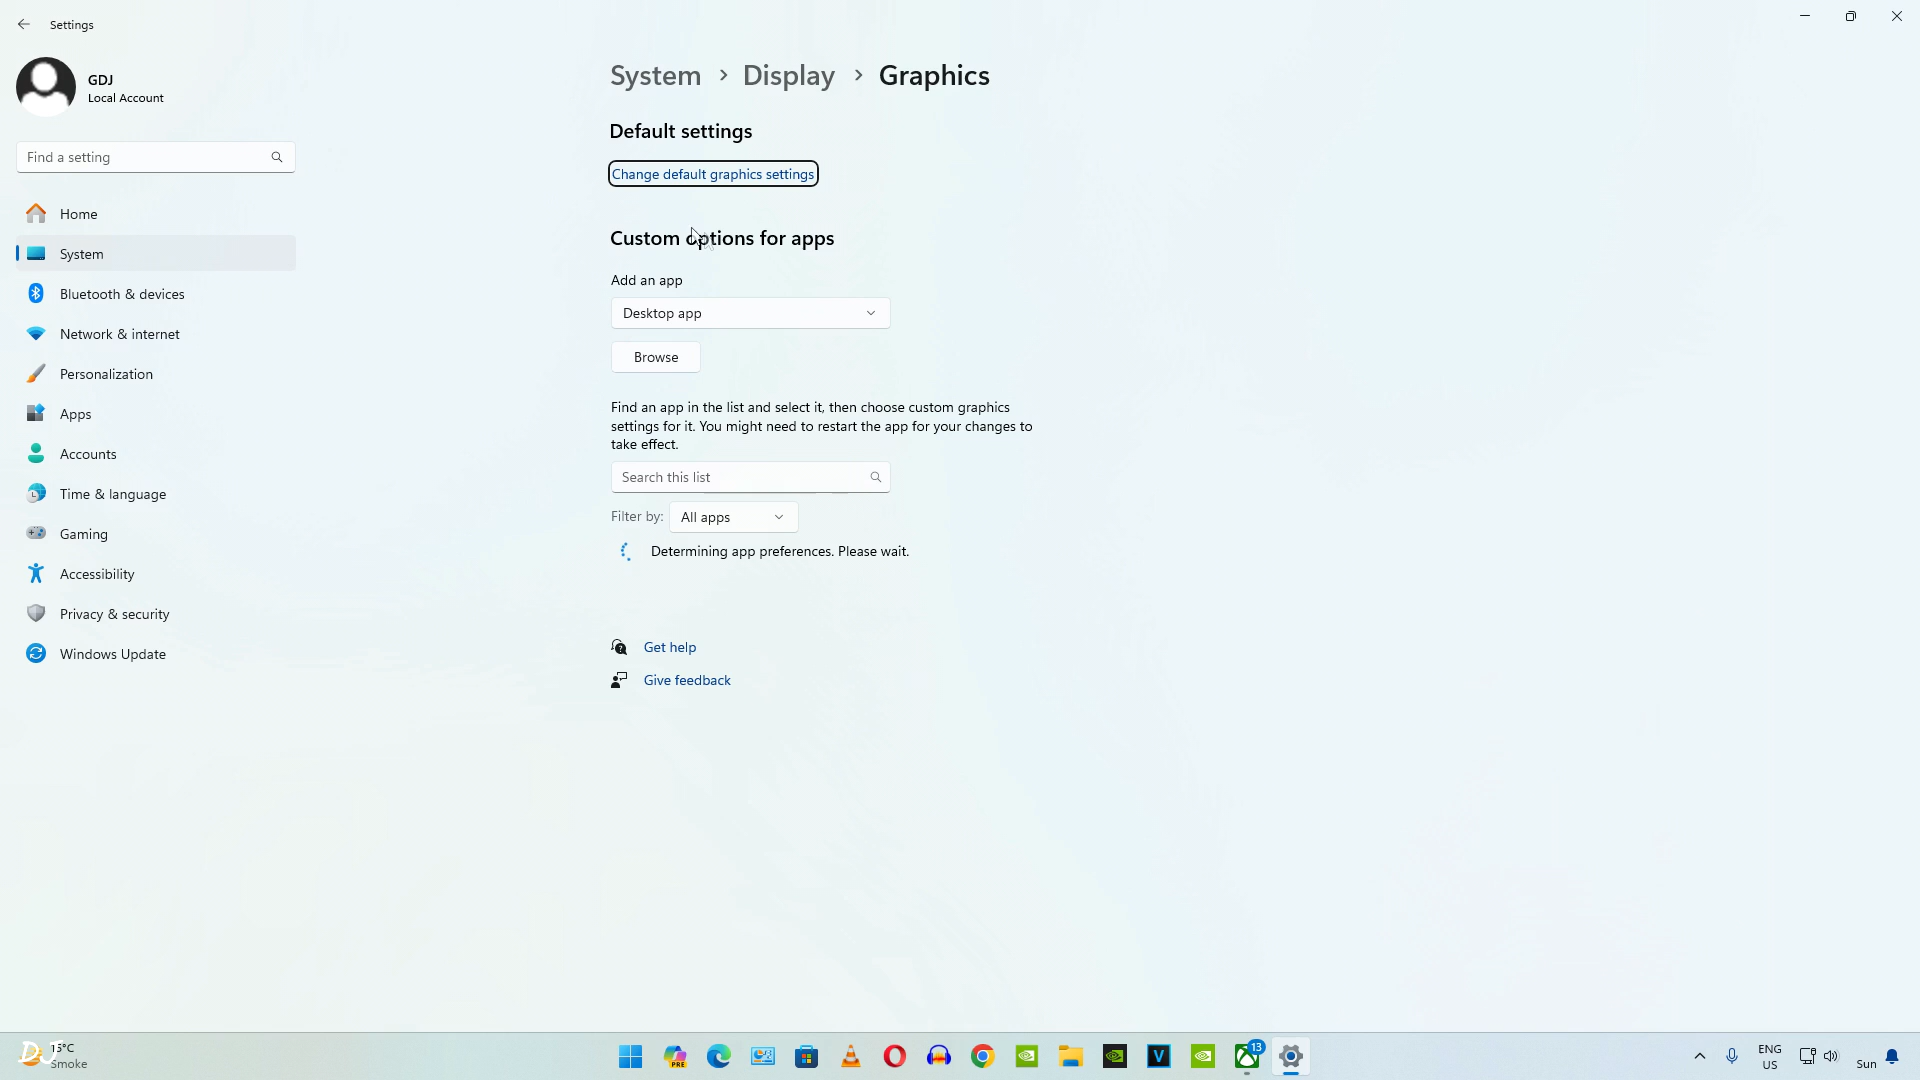 Settings
GDJ
Local Account
Find a setting
Home
System
Bluetooth & devices
Network & internet
Personalization
Apps
Accounts
Time & language
Gaming
Accessibility
Privacy & security
Windows Update
System > Display > Graphics
Default settings
Change default graphics settings
Custom options for apps
Add an app
Desktop app
Browse
Find an app in the list and select it, then choose custom graphics
settings for it. You might need to restart the app for your changes to
take effect.
Search this list
Filter by: All apps
Determining app preferences. Please wait.
Get help
Give feedback
DJ
15°C
Smoke
PRE
V
13
ENG
US
Sun